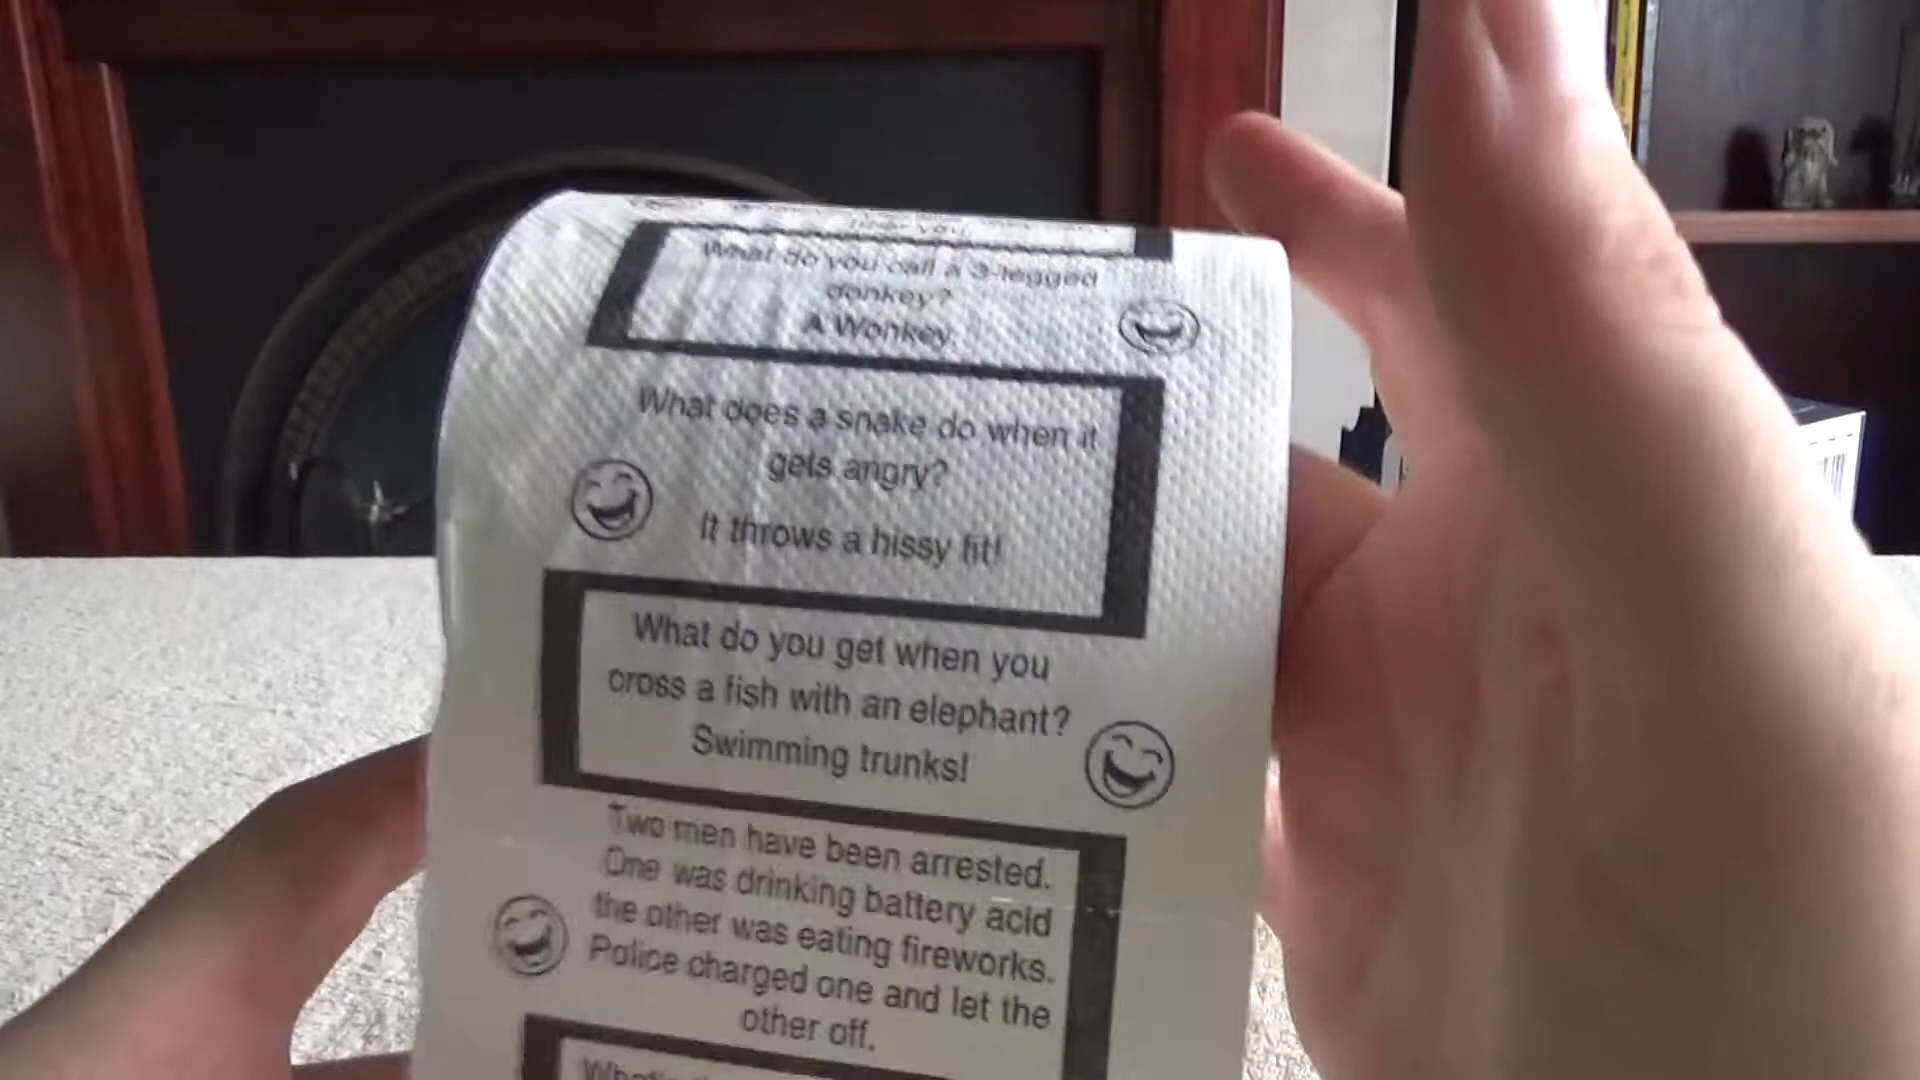 hear you.
What do you call a 3-legged
donkey?
A Wonkey.
What does a snake do when it
gets angry?
It throws a hissy fit!
What do you get when you
cross a fish with an elephant?
Swimming trunks!
Two men have been arrested.
One was drinking battery acid
the other was eating fireworks.
Police charged one and let the
other off.